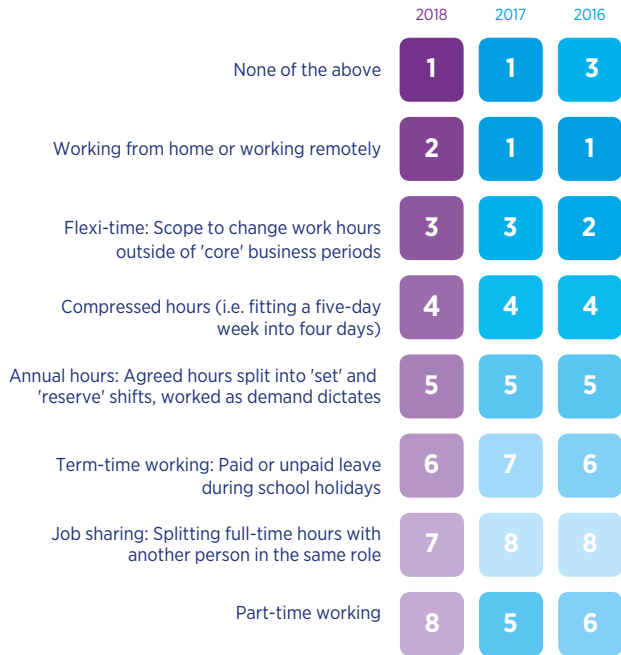 2018 2017 2016
None of the above 1 1 3
Working from home or working remotely 2 1 1
Flexi-time: Scope to change work hours
outside of 'core' business periods 3 3 2
Compressed hours (i.e. fitting a five-day
week into four days) 4 4 4
Annual hours: Agreed hours split into 'set' and
'reserve' shifts, worked as demand dictates 5 5 5
Term-time working: Paid or unpaid leave
during school holidays 6 7 6
Job sharing: Splitting full-time hours with
another person in the same role 7 8 8
Part-time working 8 5 6